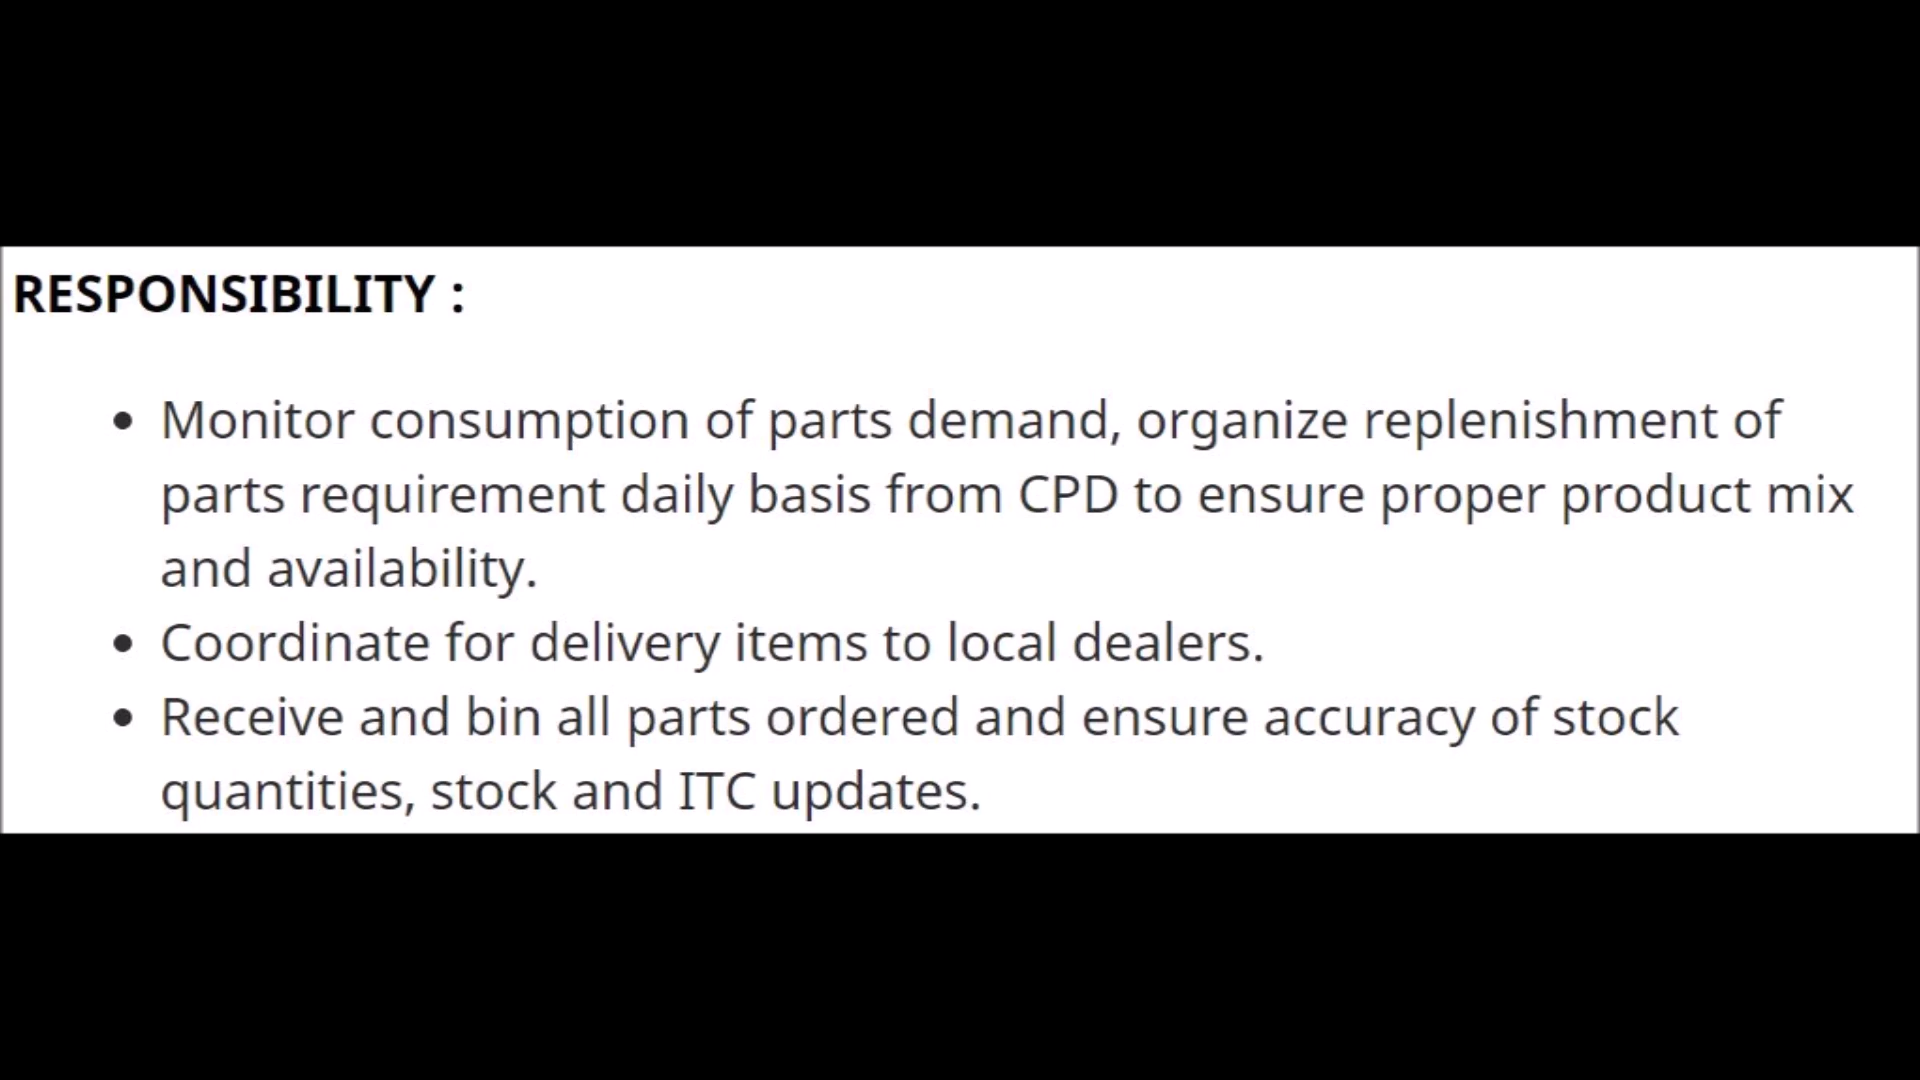 RESPONSIBILITY :
• Monitor consumption of parts demand, organize replenishment of
parts requirement daily basis from CPD to ensure proper product mix
and availability.
• Coordinate for delivery items to local dealers.
• Receive and bin all parts ordered and ensure accuracy of stock
quantities, stock and ITC updates.